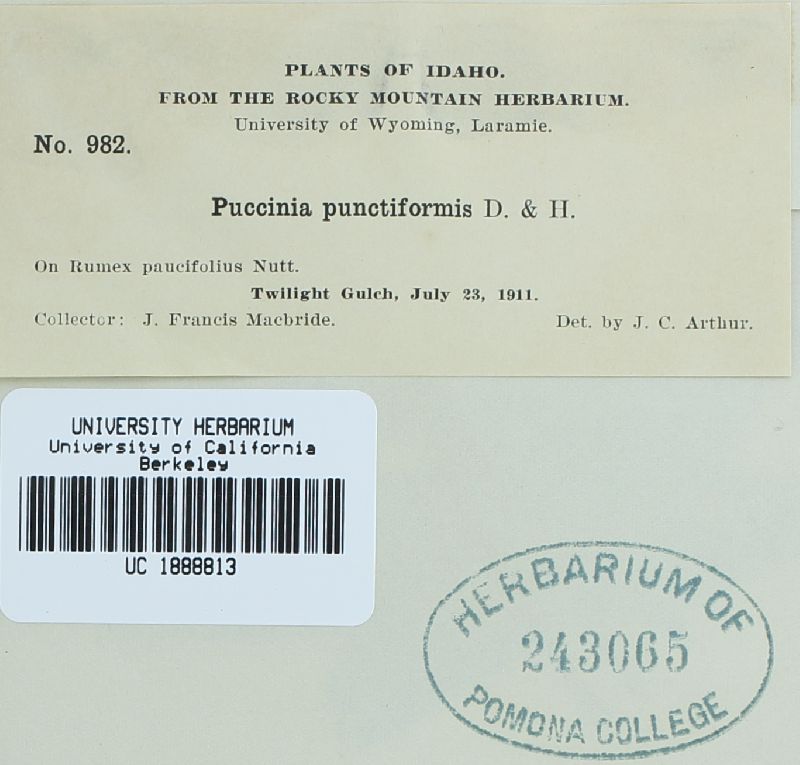 PLANTS OF IDAHO.
FROM THE ROCKY MOUNTAIN HERBARIUM.
University of Wyoming, Laramie.
No. 982.
Puccinia punctiformis D. & H.
On Rumex paucifolius Nutt.
Twilight Gulch, July 23, 1911.
Collector: J. Francis Macbride. Det. by J. C. Arthur.
UNIVERSITY HERBARIUM
University of California
Berkeley
UC 1888813
HERBARIUM OF
243065
POMONA COLLEGE